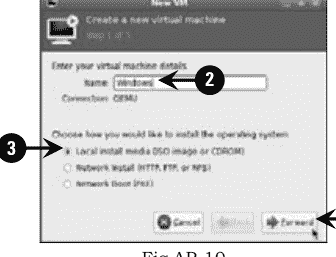 New VM
Create a new virtual machine
Step 1 of 5
Enter your virtual machine details
Name: Windows
2
Connection: QEMU
Choose how you would like to install the operating system
3
Local install media (ISO image or CDROM)
Network Install (HTTP, FTP, or NFS)
Network Boot (PXE)
Cancel
Back
Forward
Fig AP-10